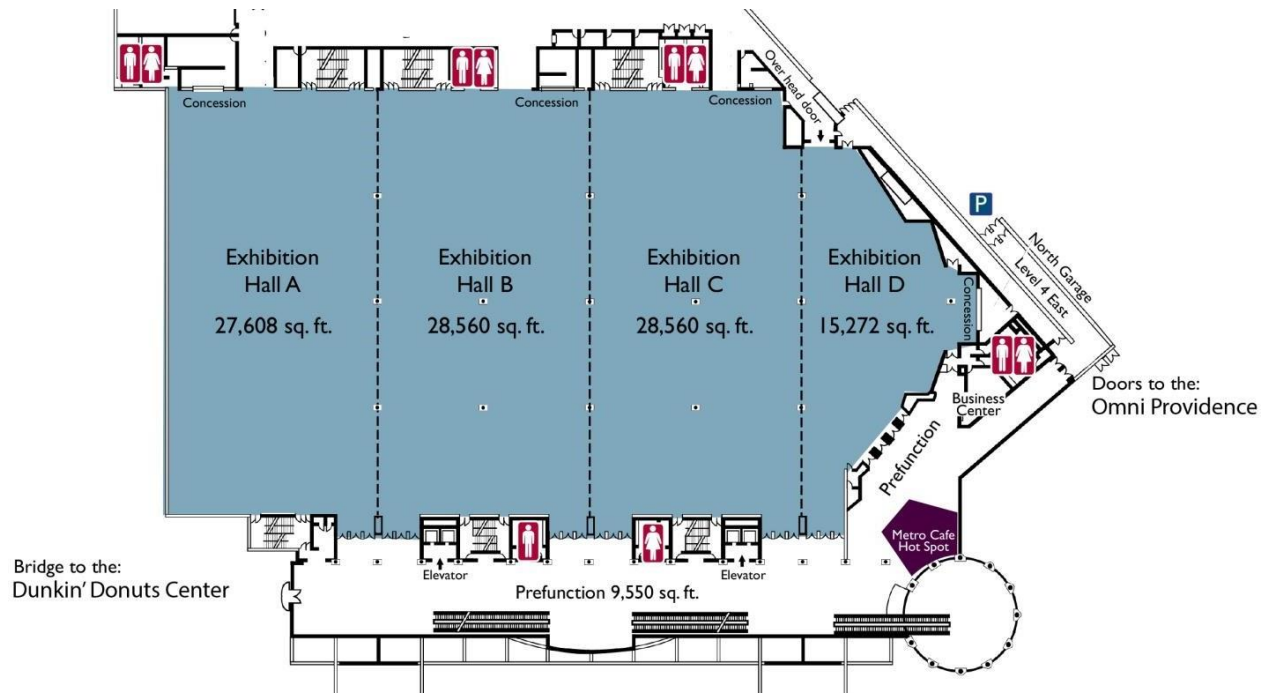 Over head door
Concession
Concession
Concession
P
North Garage
Level 4 East
Exhibition
Hall A
27,608 sq. ft.
Exhibition
Hall B
28,560 sq. ft.
Exhibition
Hall C
28,560 sq. ft.
Exhibition
Hall D
15,272 sq. ft.
Concession
Business
Center
Doors to the:
Omni Providence
Prefunction
Metro Cafe
Hot Spot
Bridge to the:
Dunkin' Donuts Center
Elevator
Elevator
Prefunction 9,550 sq. ft.